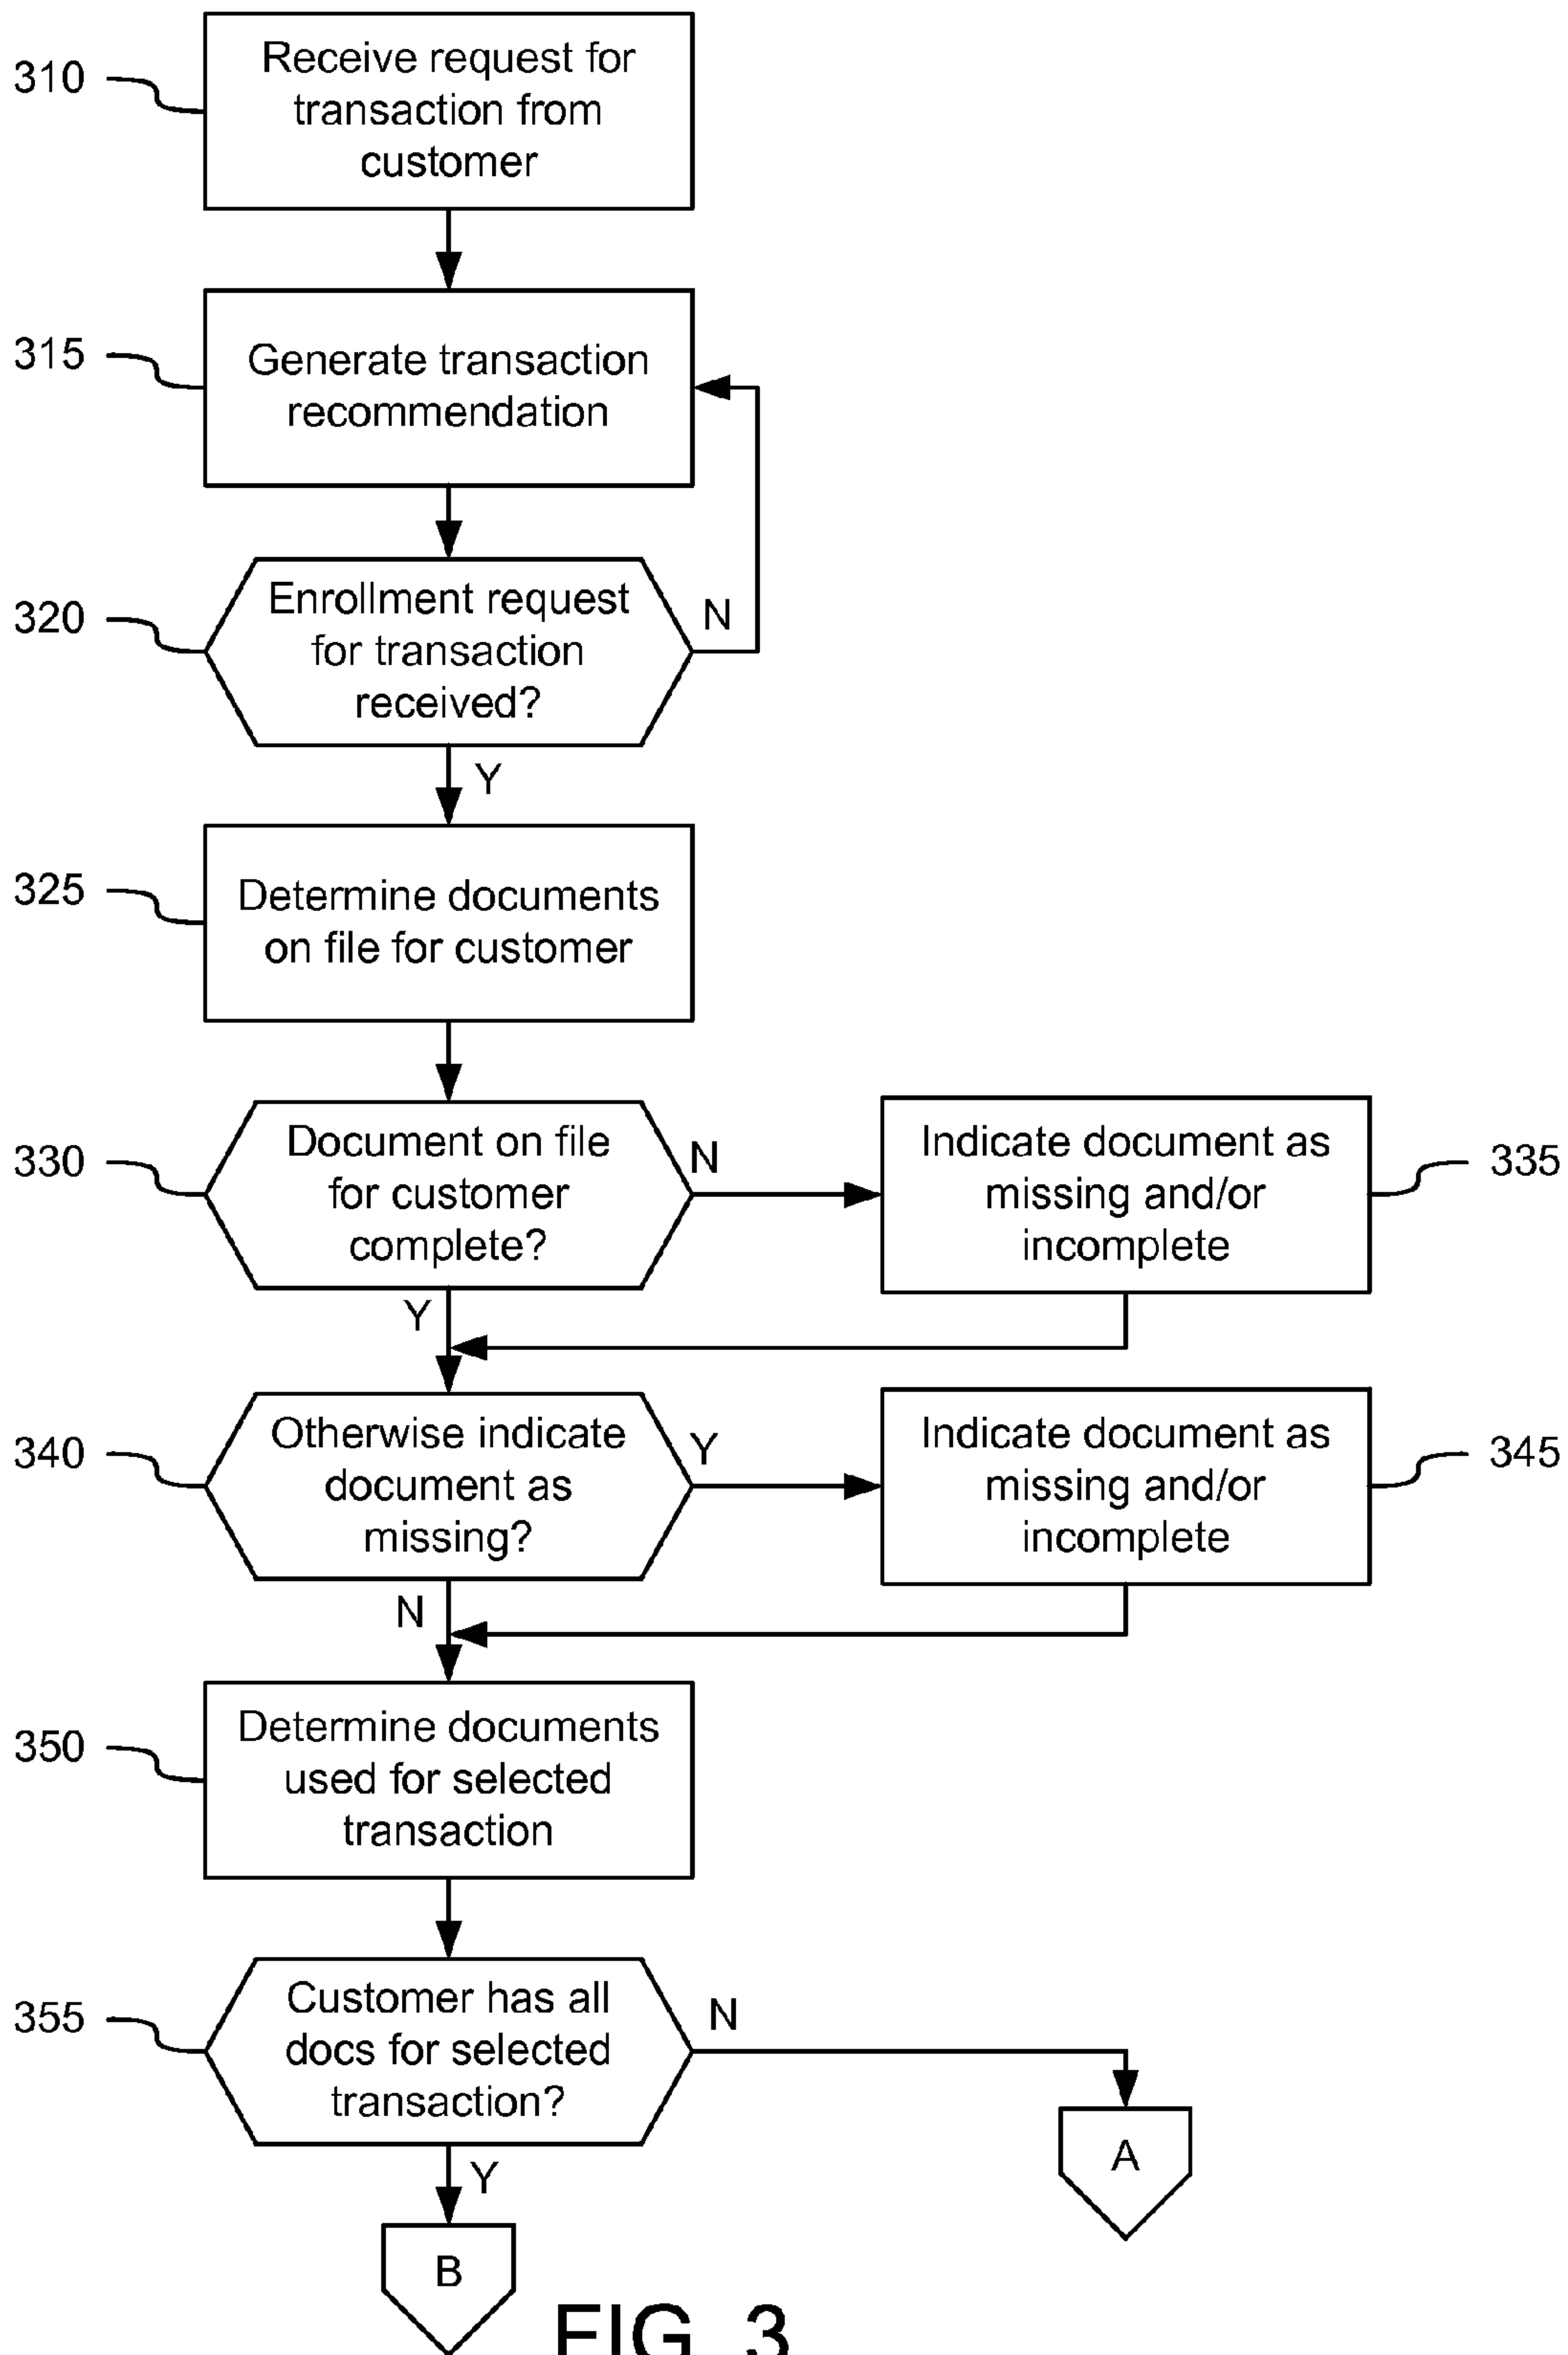 310
Receive request for
transaction from
customer
315
Generate transaction
recommendation
320
Enrollment request
for transaction
received?
N
Y
325
Determine documents
on file for customer
330
Document on file
for customer
complete?
N
Indicate document as
missing and/or
incomplete
335
Y
340
Otherwise indicate
document as
missing?
Y
Indicate document as
missing and/or
incomplete
345
N
350
Determine documents
used for selected
transaction
355
Customer has all
docs for selected
transaction?
N
A
Y
B
FIG. 3